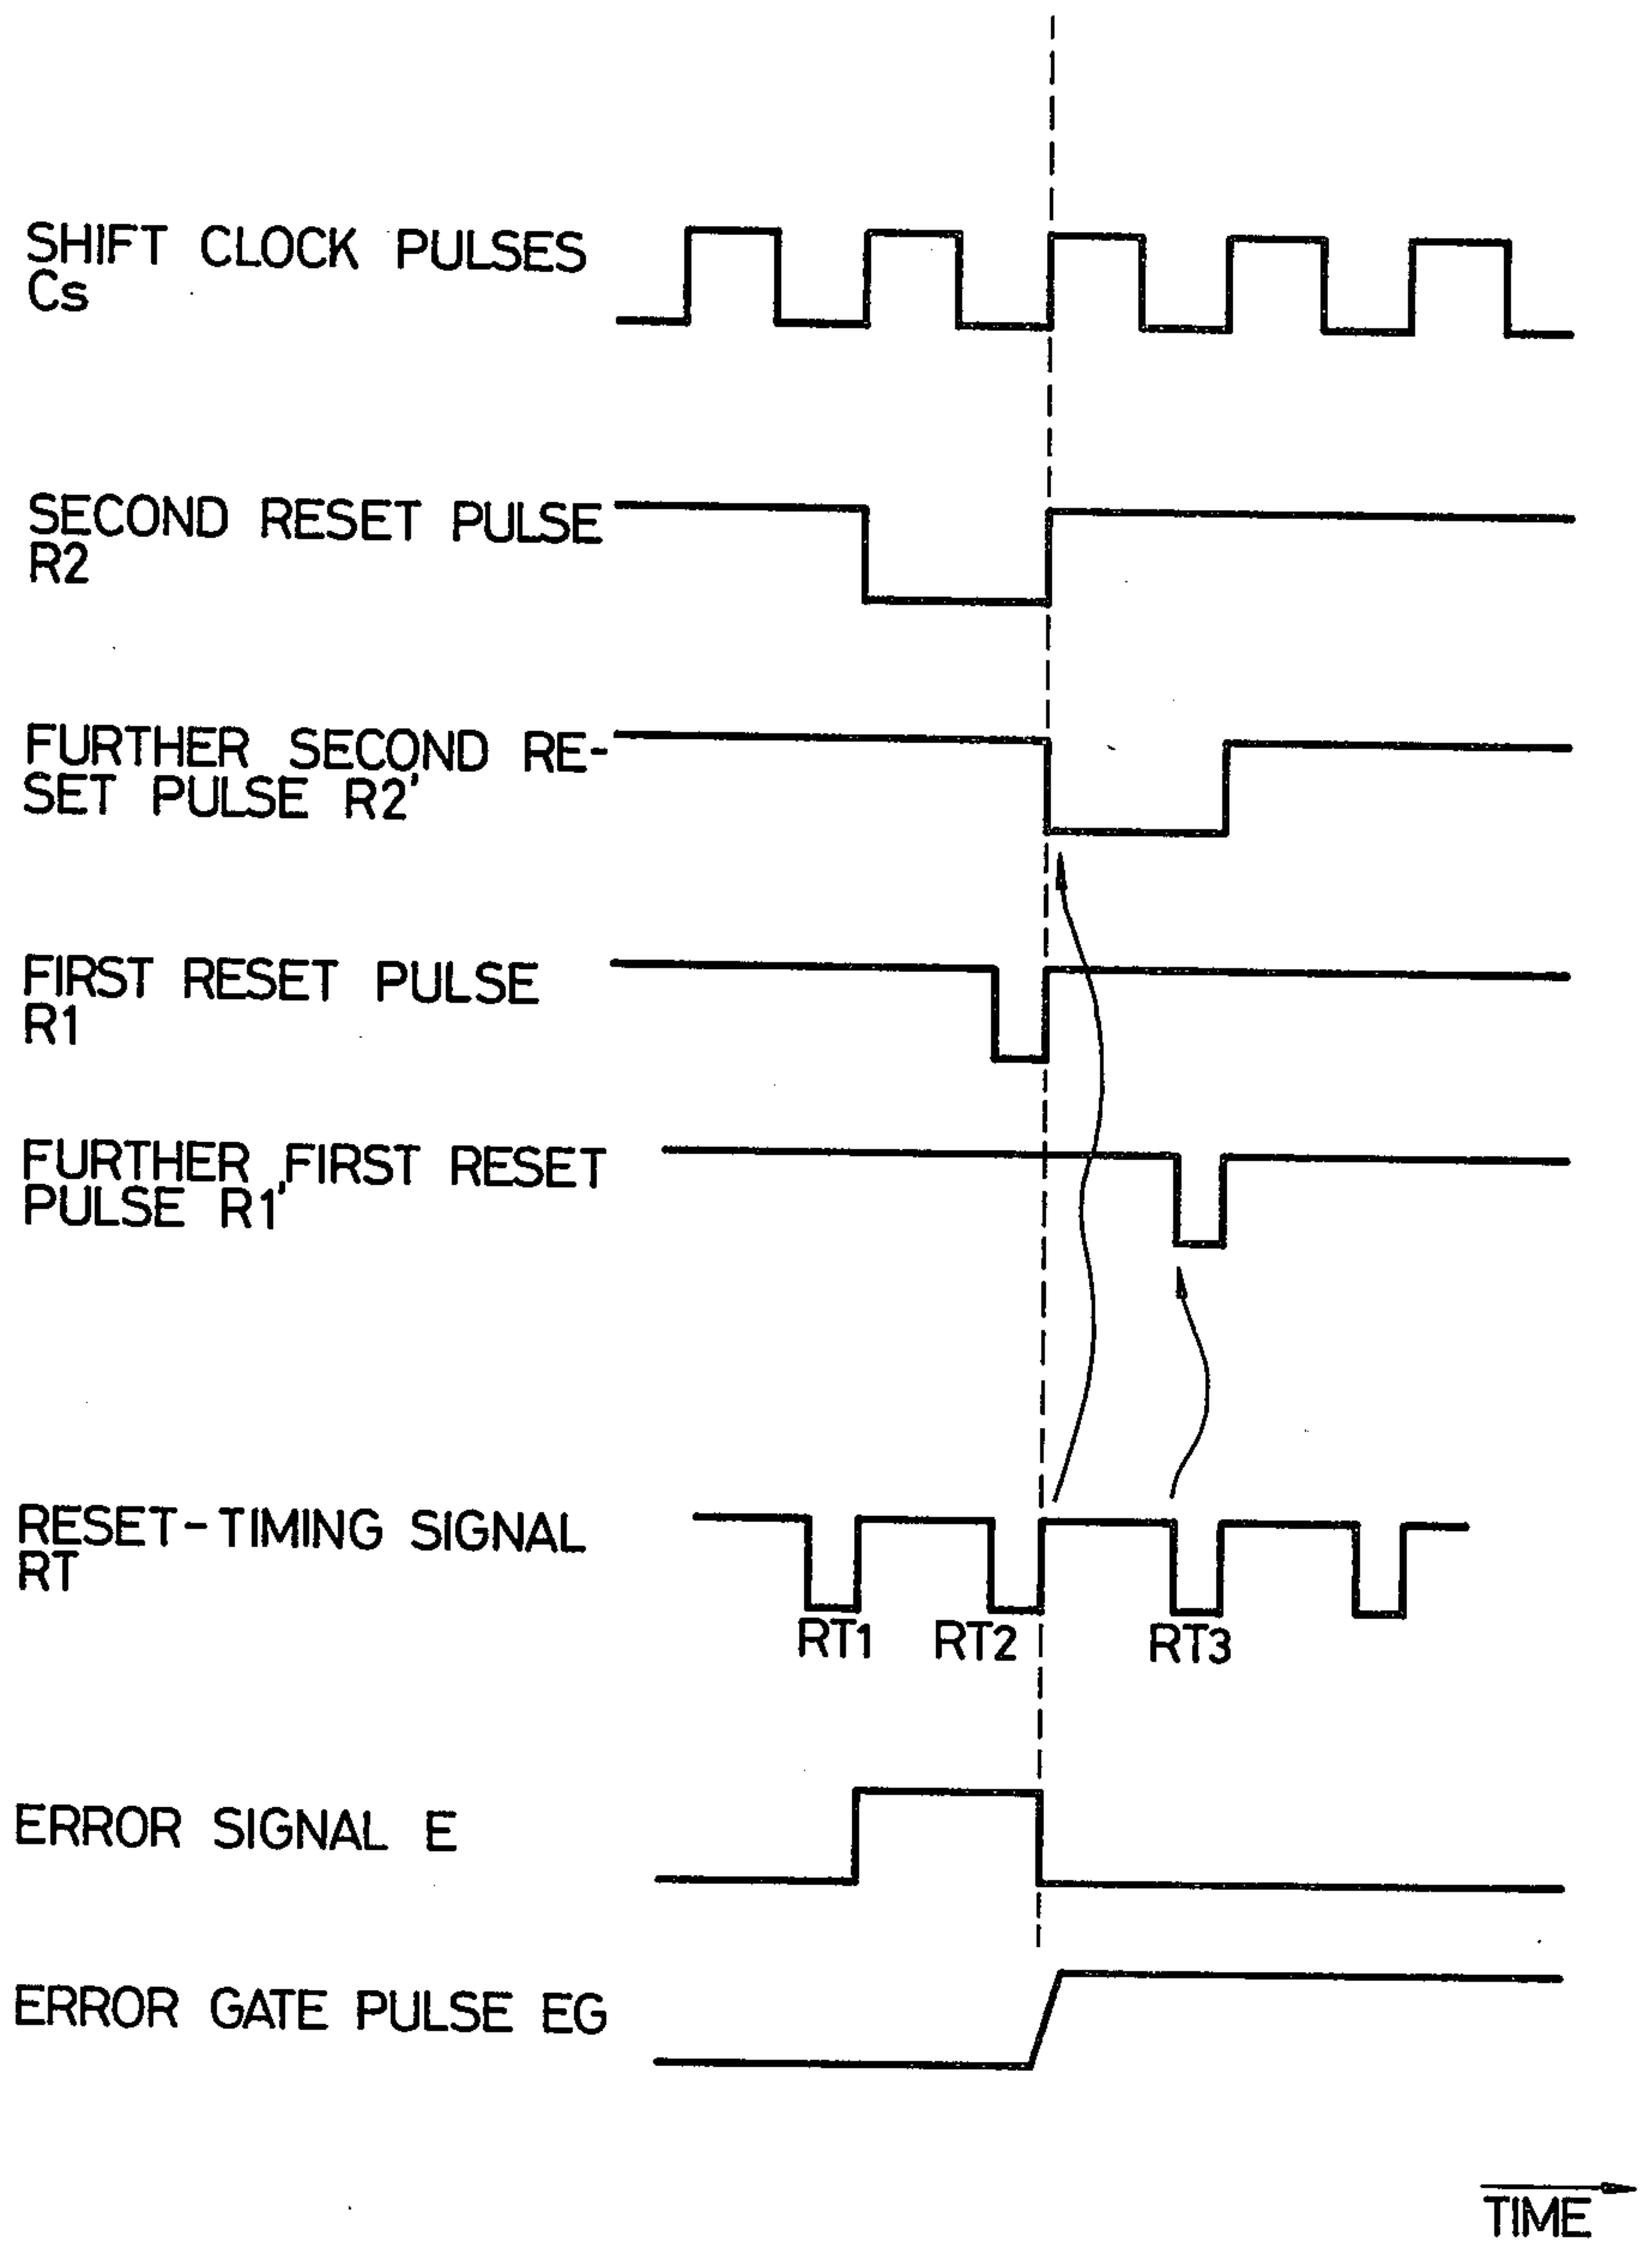 SHIFT CLOCK PULSES
Cs
SECOND RESET PULSE
R2
FURTHER SECOND RE-
SET PULSE R2'
FIRST RESET PULSE
R1
FURTHER FIRST RESET
PULSE R1'
RESET-TIMING SIGNAL
RT
RT1 RT2 RT3
ERROR SIGNAL E
ERROR GATE PULSE EG
TIME